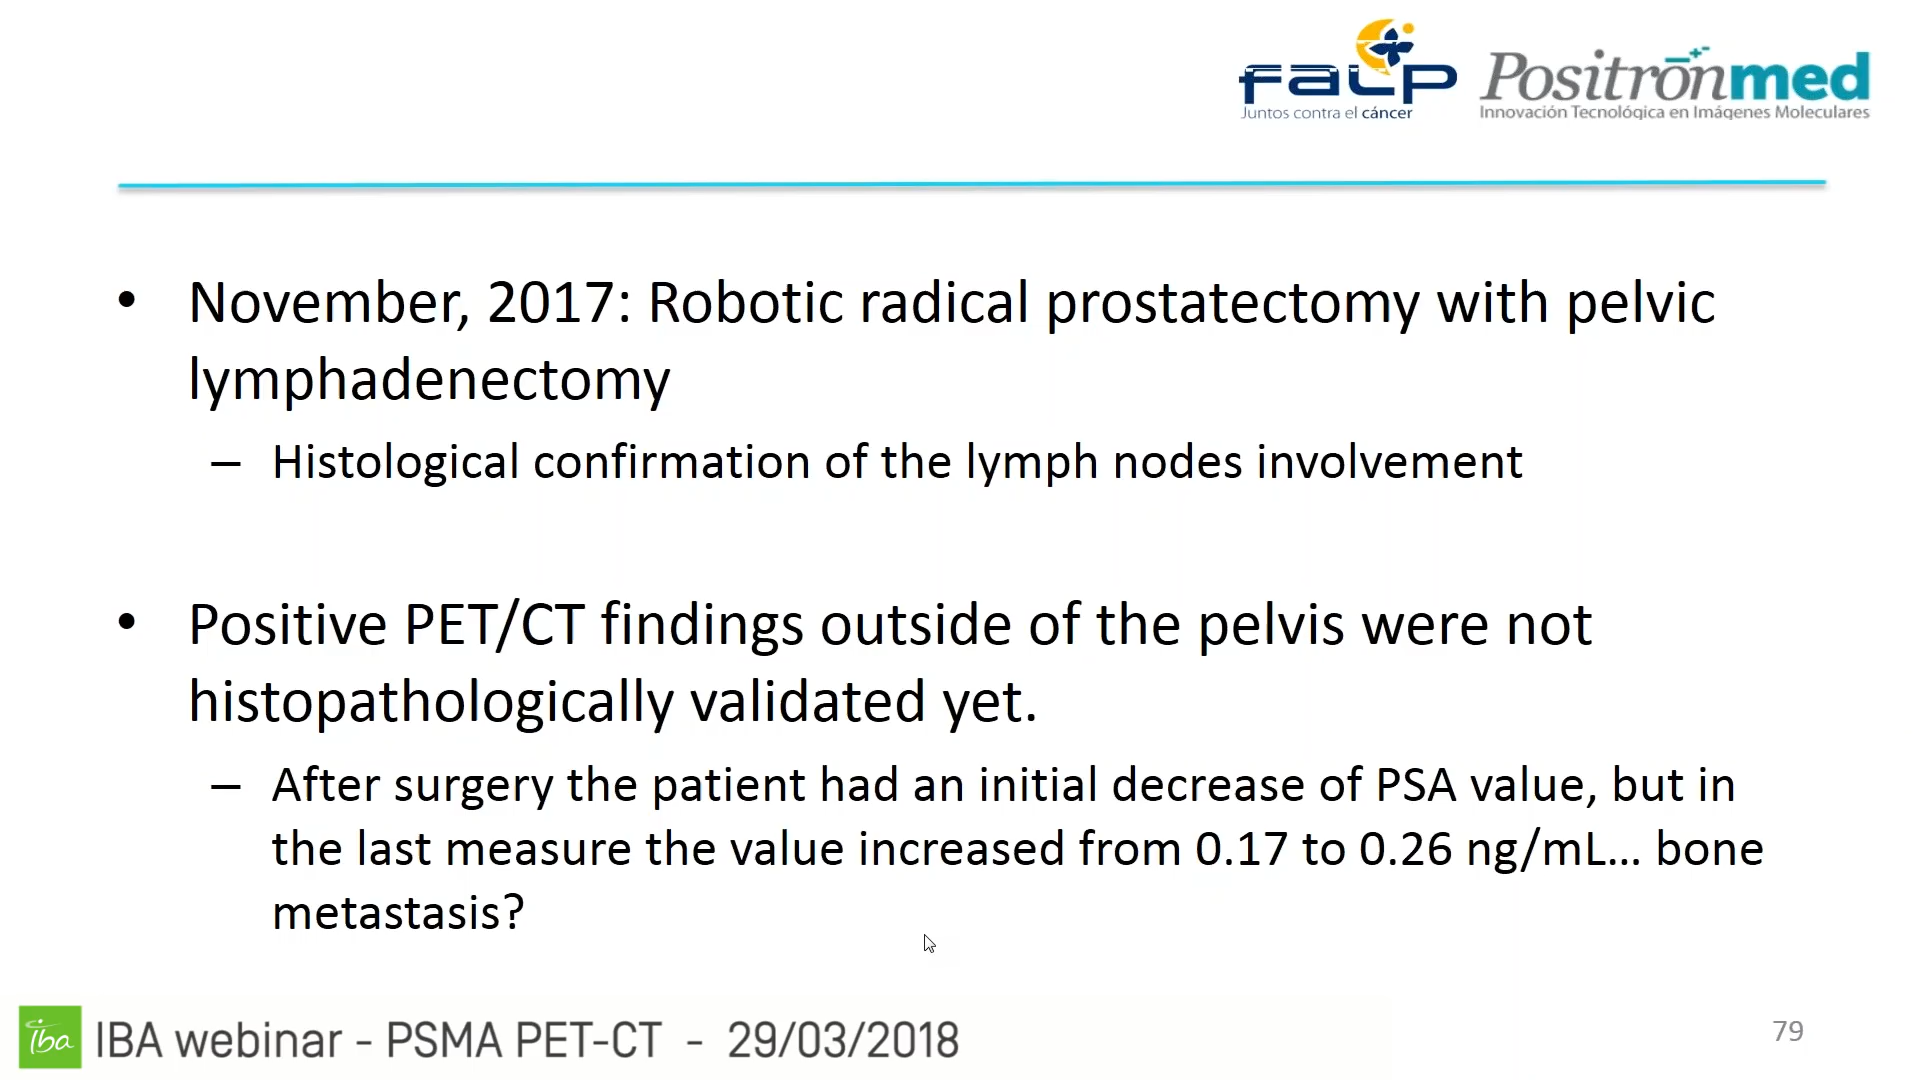 falp
Juntos contra el cáncer
Positronmed
Innovación Tecnológica en Imágenes Moleculares
• November, 2017: Robotic radical prostatectomy with pelvic
lymphadenectomy
– Histological confirmation of the lymph nodes involvement
• Positive PET/CT findings outside of the pelvis were not
histopathologically validated yet.
– After surgery the patient had an initial decrease of PSA value, but in
the last measure the value increased from 0.17 to 0.26 ng/mL... bone
metastasis?
iba
IBA webinar - PSMA PET-CT - 29/03/2018
79